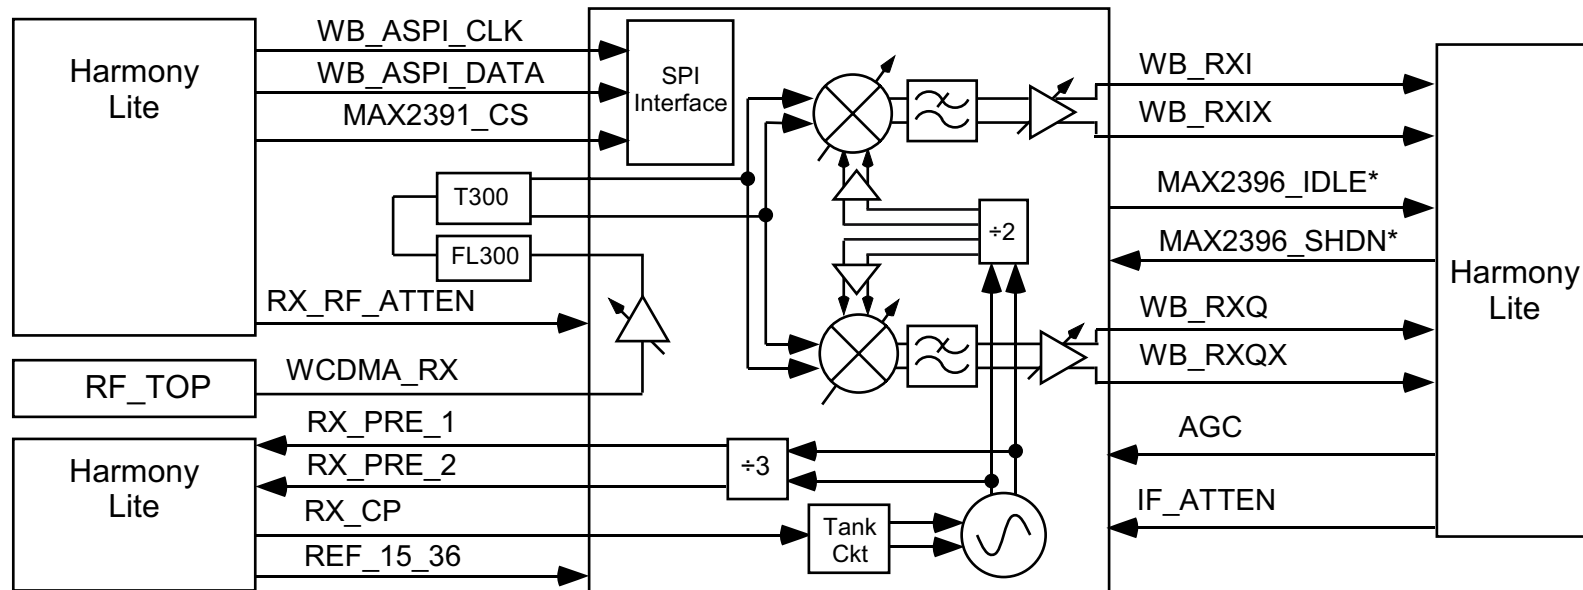 Harmony
Lite
WB_ASPI_CLK
WB_ASPI_DATA
MAX2391_CS
SPI
Interface
T300
FL300
RX_RF_ATTEN
RF_TOP
WCDMA_RX
Harmony
Lite
RX_PRE_1
RX_PRE_2
RX_CP
REF_15_36
÷3
Tank
Ckt
÷2
WB_RXI
WB_RXIX
MAX2396_IDLE*
MAX2396_SHDN*
WB_RXQ
WB_RXQX
AGC
IF_ATTEN
Harmony
Lite